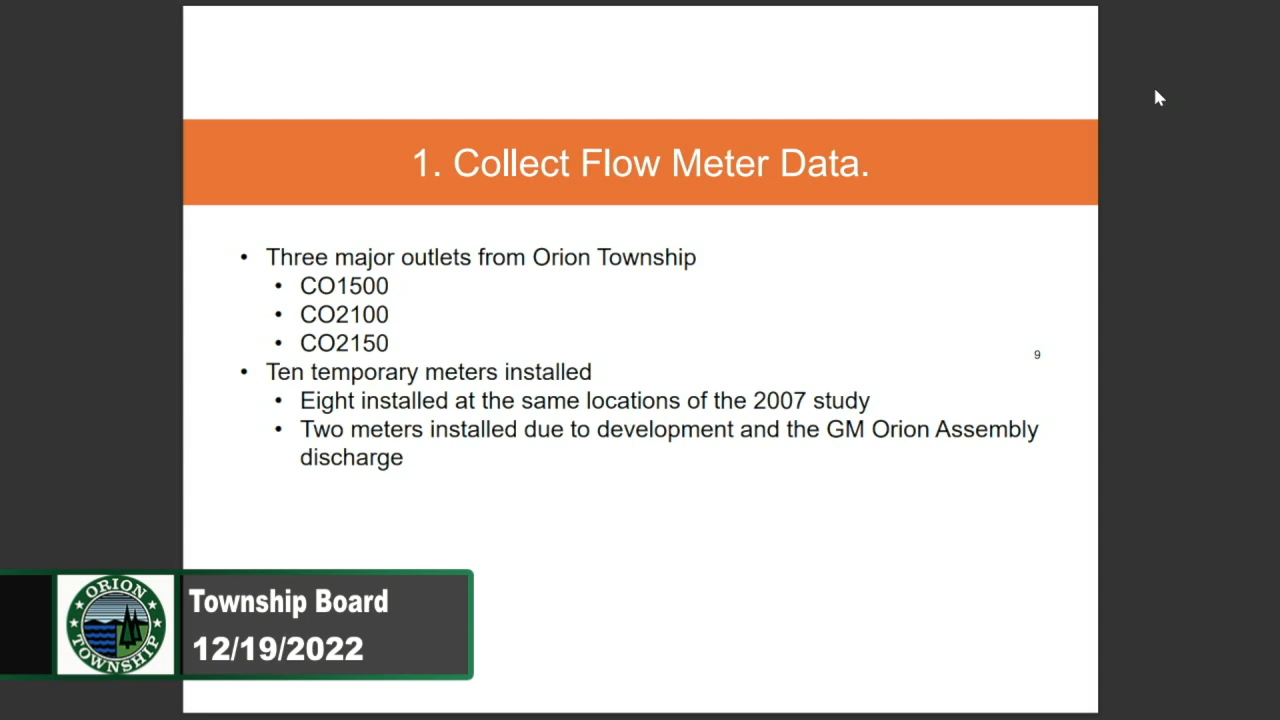 1. Collect Flow Meter Data.
• Three major outlets from Orion Township
• CO1500
• CO2100
• CO2150
9
• Ten temporary meters installed
• Eight installed at the same locations of the 2007 study
• Two meters installed due to development and the GM Orion Assembly
discharge
ORION
TOWNSHIP
Township Board
12/19/2022